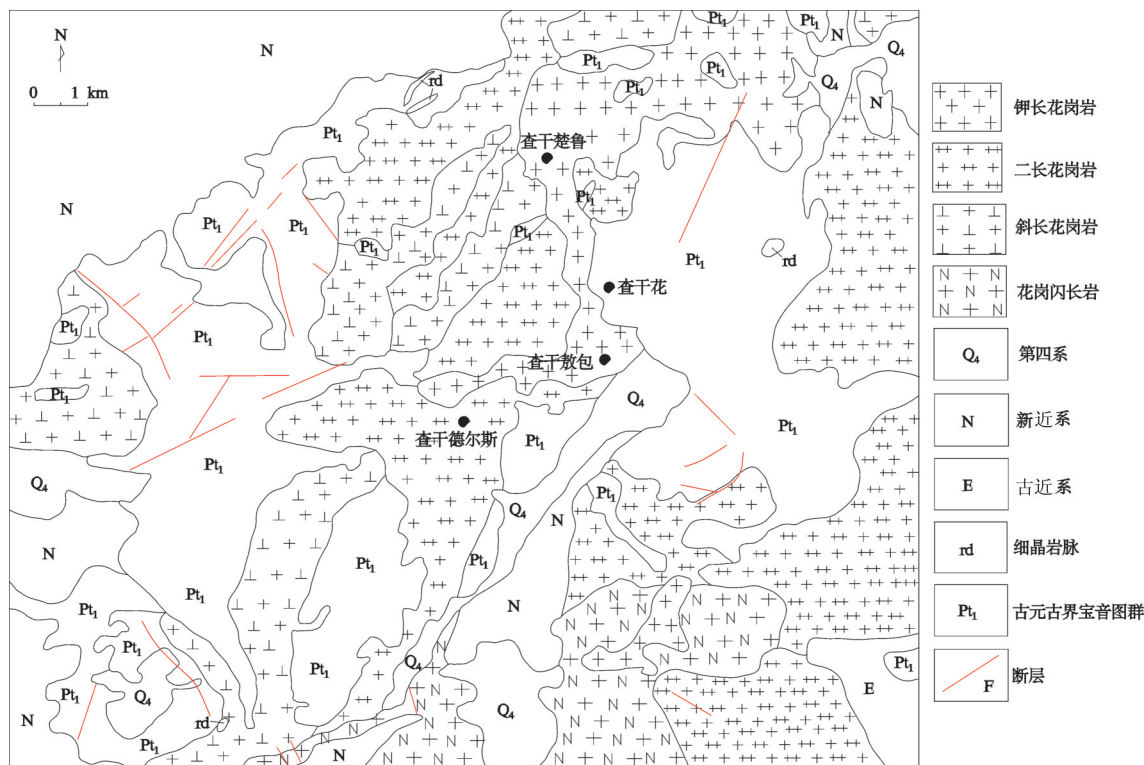 N
0 1 km
N
rd
Pt₁
Pt₁
Pt₁
Pt₁
N
Q₄
Q₄
N
Pt₁
Pt₁
查干楚鲁
N
Pt₁
Pt₁
Pt₁
Pt₁
Pt₁
Pt₁
rd
查干花
Pt₁
Pt₁
查干敖包
Pt₁
Q₄
查干德尔斯
Pt₁
Pt₁
Pt₁
Q₄
Pt₁
Q₄
N
N
Pt₁
Pt₁
Pt₁
N
Pt₁
Pt₁
Pt₁
Pt₁
Q₄
Pt₁
Q₄
E
Q₄
N
rd
Pt₁
N
钾长花岗岩
二长花岗岩
斜长花岗岩
花岗闪长岩
Q₄ 第四系
N 新近系
E 古近系
rd 细晶岩脉
Pt₁ 古元古界宝音图群
F 断层